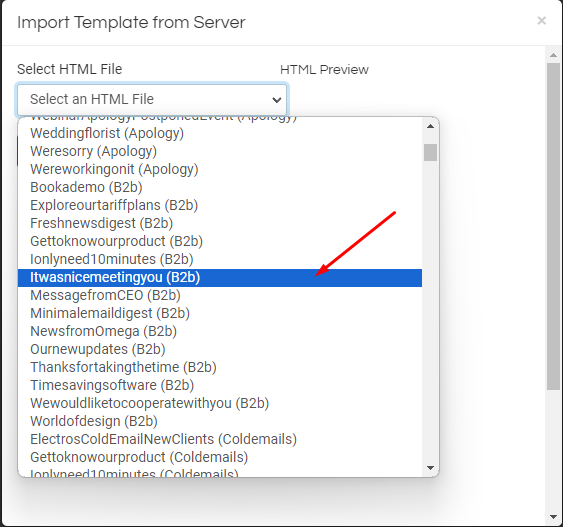 Import Template from Server
×
Select HTML File
HTML Preview
Select an HTML File
WebinarApologyPostponedEvent (Apology)
Weddingflorist (Apology)
Weresorry (Apology)
Wereworkingonit (Apology)
Bookademo (B2b)
Exploreourtariffplans (B2b)
Freshnewsdigest (B2b)
Gettoknowourproduct (B2b)
Ionlyneed10minutes (B2b)
Itwasnicemeetingyou (B2b)
MessagefromCEO (B2b)
Minimalemaildigest (B2b)
NewsfromOmega (B2b)
Ournewupdates (B2b)
Thanksfortakingthetime (B2b)
Timesavingsoftware (B2b)
Wewouldliketocooperatewithyou (B2b)
Worldofdesign (B2b)
ElectrosColdEmailNewClients (Coldemails)
Gettoknowourproduct (Coldemails)
Ionlyneed10minutes (Coldemails)